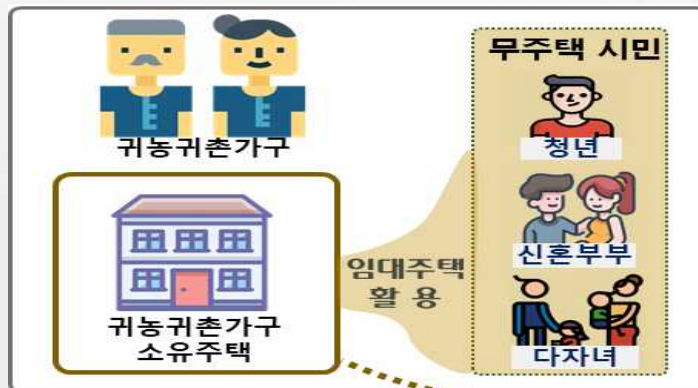 귀농귀촌가구
귀농귀촌가구
소유주택
임대주택
활 용
무주택 시민
청년
신혼부부
다자녀